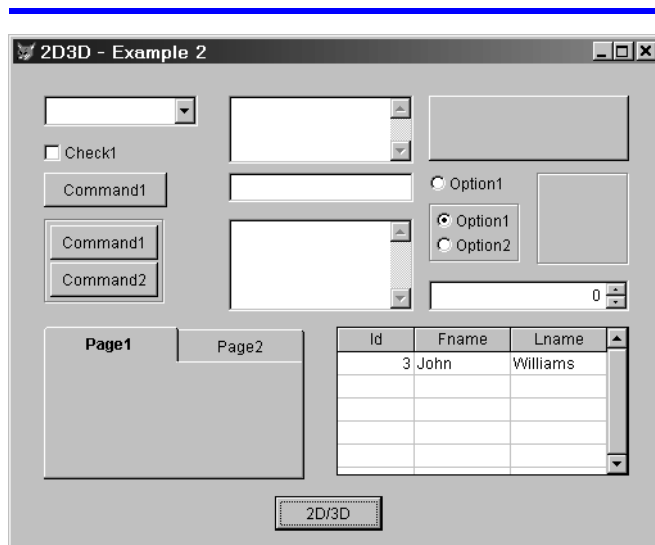 2D3D - Example 2
Check1
Command1
Option1
Command1
Command2
Option1
Option2
0
Page1 Page2
Id Fname Lname
3 John Williams
2D/3D